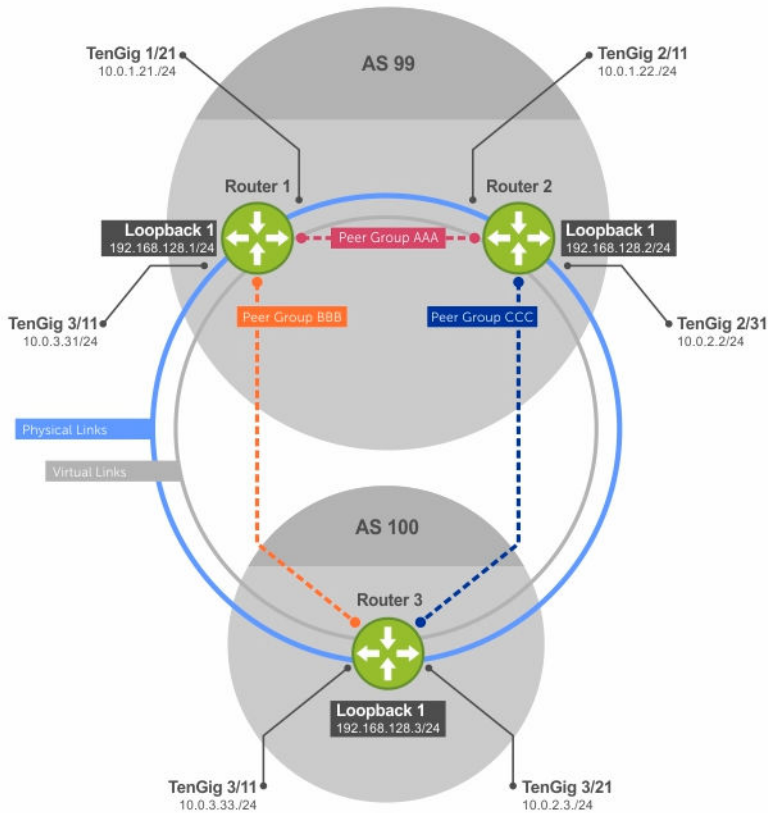 TenGig 1/21
10.0.1.21./24
AS 99
TenGig 2/11
10.0.1.22./24
Router 1
Router 2
Loopback 1
192.168.128.1/24
Peer Group AAA
Loopback 1
192.168.128.2/24
TenGig 3/11
10.0.3.31/24
Peer Group BBB
Peer Group CCC
TenGig 2/31
10.0.2.2/24
Physical Links
Virtual Links
AS 100
Router 3
Loopback 1
192.168.128.3/24
TenGig 3/11
10.0.3.33./24
TenGig 3/21
10.0.2.3./24